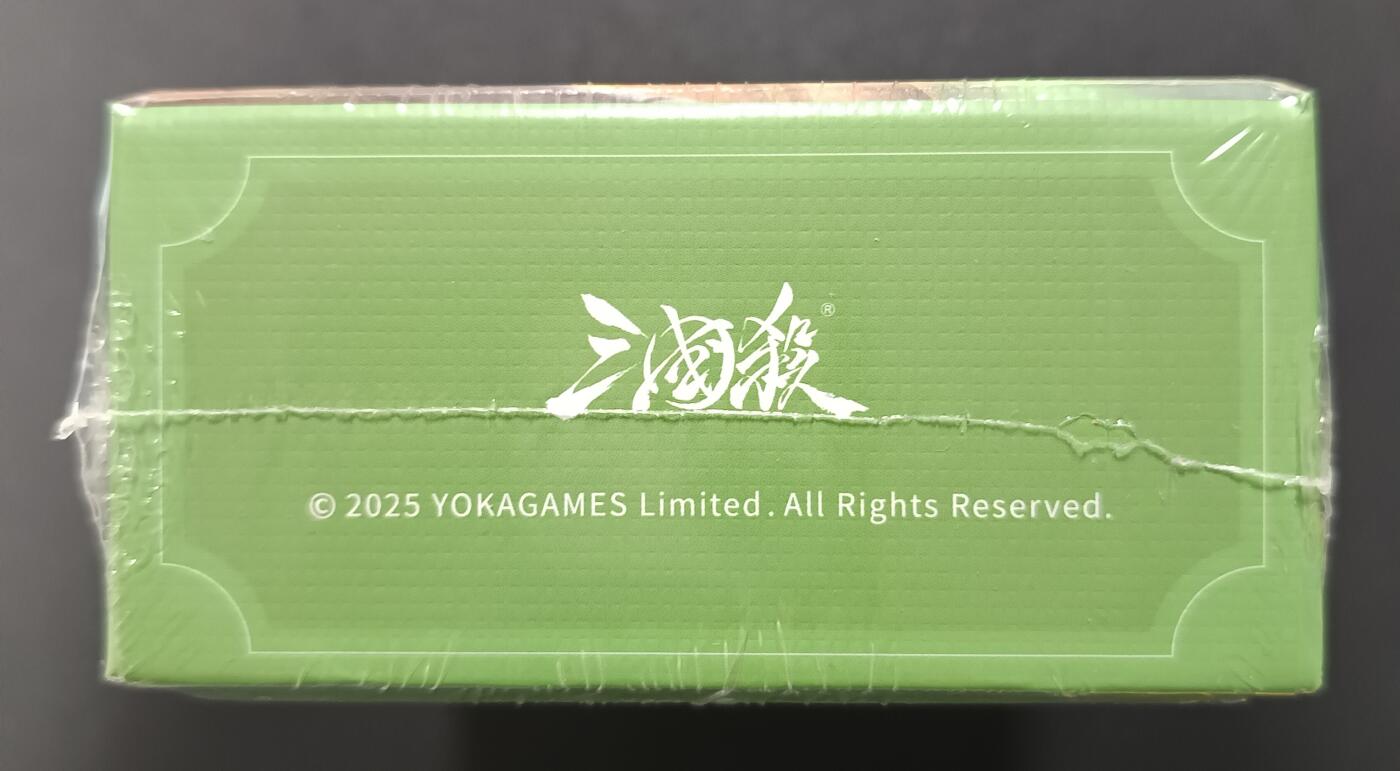 三國殺®
© 2025 YOKAGAMES Limited. All Rights Reserved.